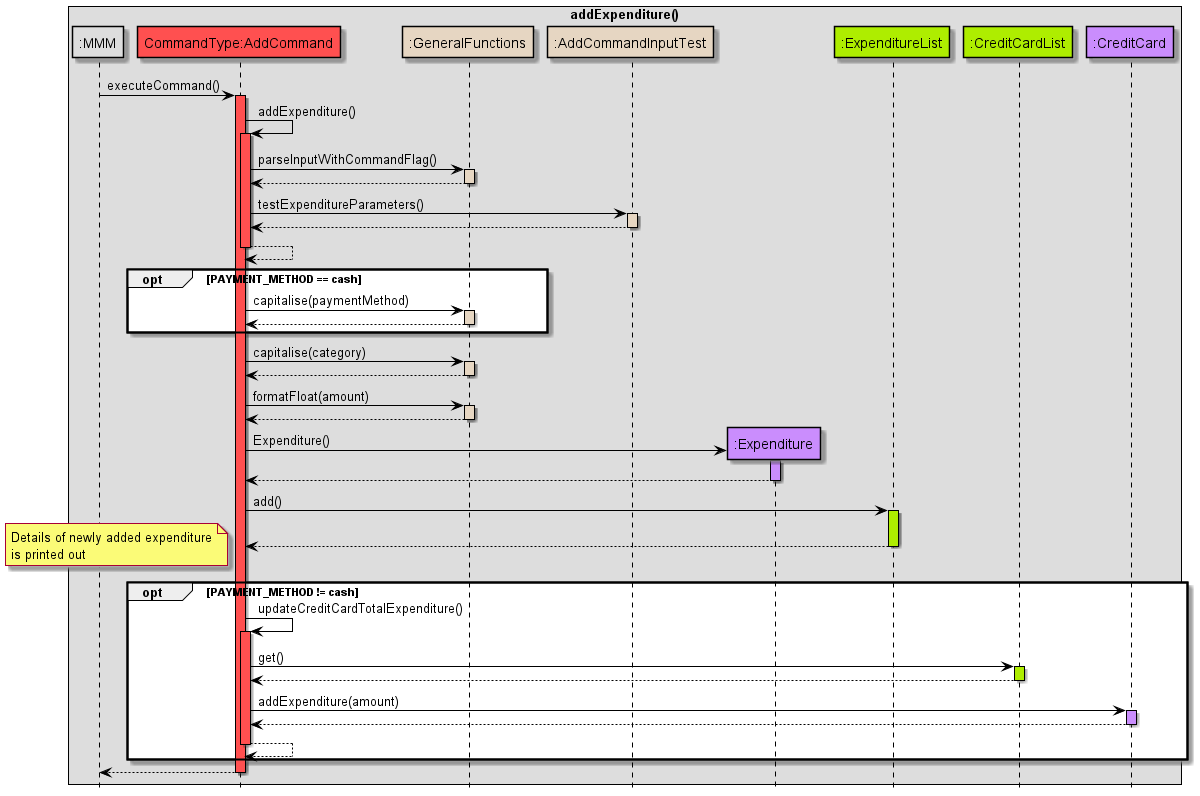 addExpenditure()
:MMM
CommandType:AddCommand
:GeneralFunctions
:AddCommandInputTest
:ExpenditureList
:CreditCardList
:CreditCard
executeCommand()
addExpenditure()
parseInputWithCommandFlag()
testExpenditureParameters()
opt
[PAYMENT_METHOD == cash]
capitalise(paymentMethod)
capitalise(category)
formatFloat(amount)
Expenditure()
:Expenditure
add()
Details of newly added expenditure
is printed out
opt
[PAYMENT_METHOD != cash]
updateCreditCardTotalExpenditure()
get()
addExpenditure(amount)